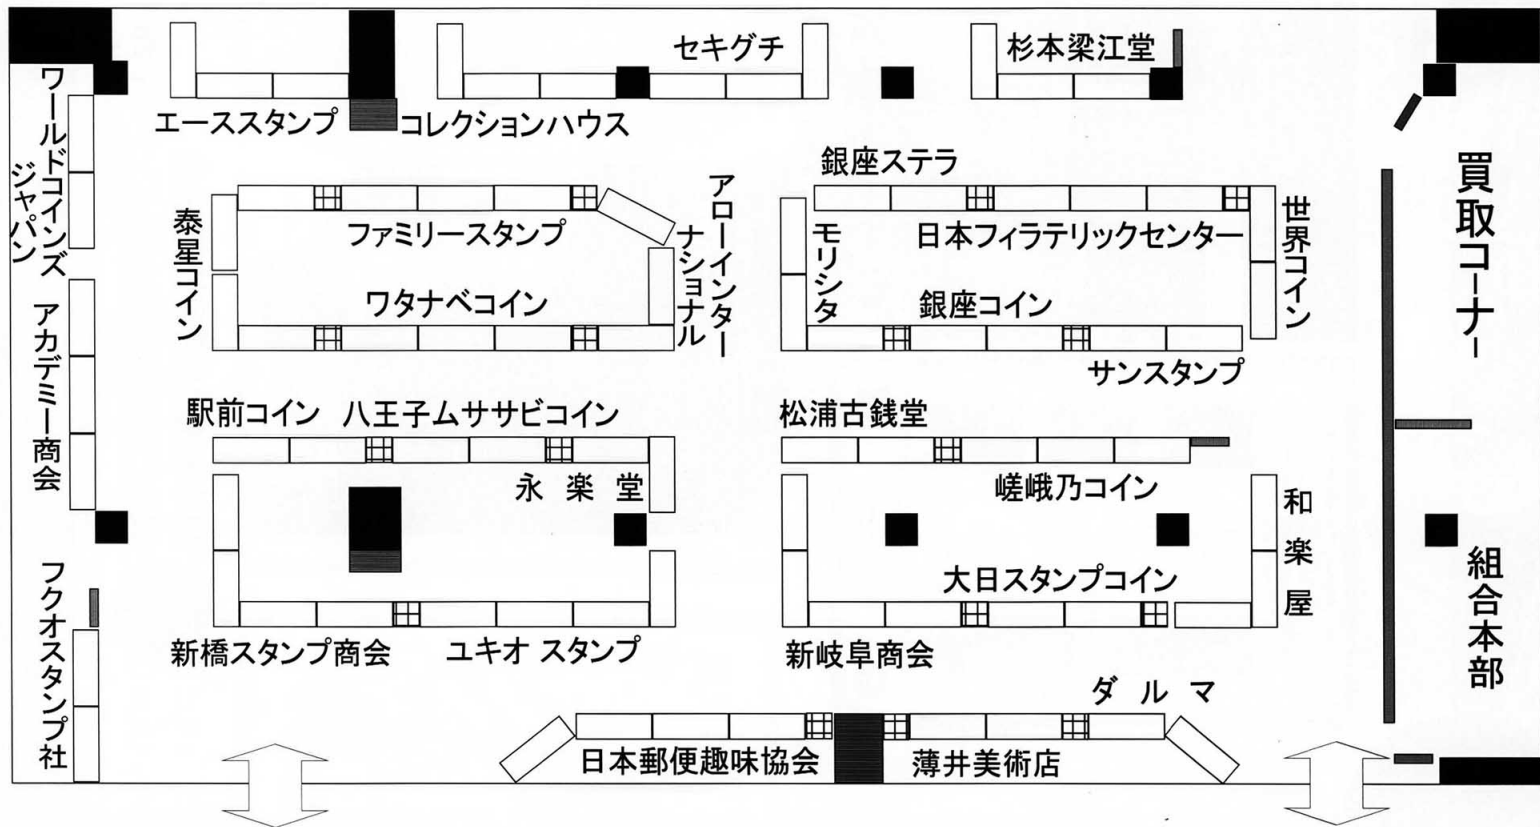 セキグチ
杉本梁江堂
エーススタンプ
コレクションハウス
ワールドコインズ
ジャパン
銀座ステラ
買取コーナー
泰星コイン
ファミリースタンプ
アローインター
ナショナル
モリシタ
日本フィラテリックセンター
世界コイン
ワタナベコイン
銀座コイン
アカデミー商会
サンスタンプ
駅前コイン
八王子ムササビコイン
松浦古銭堂
永楽堂
嵯峨乃コイン
和楽屋
大日スタンプコイン
組合本部
フクオスタンプ社
新橋スタンプ商会
ユキオ スタンプ
新岐阜商会
ダルマ
日本郵便趣味協会
薄井美術店